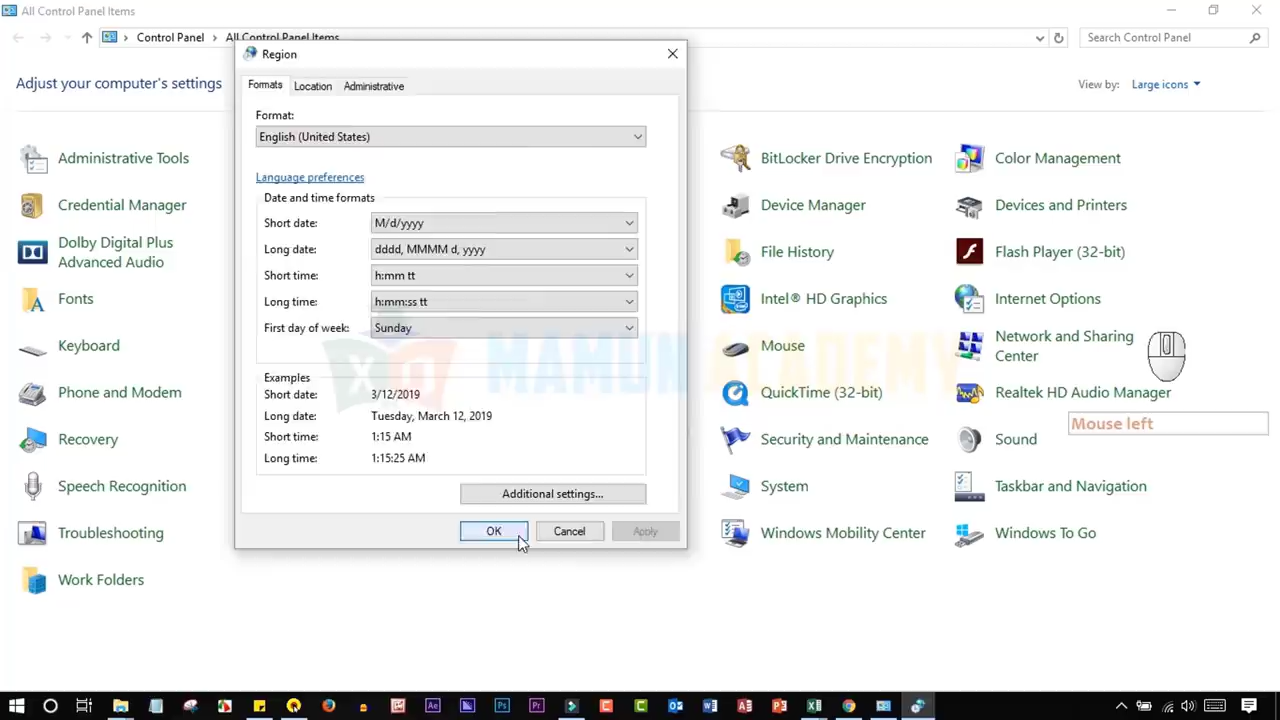 All Control Panel Items
Control Panel
All Control Panel Items
Search Control Panel
Region
Adjust your computer's settings
View by:
Large icons
Formats
Location
Administrative
Format:
English (United States)
Language preferences
Date and time formats
Short date:
M/d/yyyy
Long date:
dddd, MMMM d, yyyy
Short time:
h:mm tt
Long time:
h:mm:ss tt
First day of week:
Sunday
Examples
Short date:
3/12/2019
Long date:
Tuesday, March 12, 2019
Short time:
1:15 AM
Long time:
1:15:25 AM
Additional settings...
OK
Cancel
Apply
Administrative Tools
Credential Manager
Dolby Digital Plus
Advanced Audio
Fonts
Keyboard
Phone and Modem
Recovery
Speech Recognition
Troubleshooting
Work Folders
BitLocker Drive Encryption
Device Manager
File History
Intel® HD Graphics
Mouse
QuickTime (32-bit)
Security and Maintenance
System
Windows Mobility Center
Color Management
Devices and Printers
Flash Player (32-bit)
Internet Options
Network and Sharing
Center
Realtek HD Audio Manager
Mouse left
Sound
Taskbar and Navigation
Windows To Go